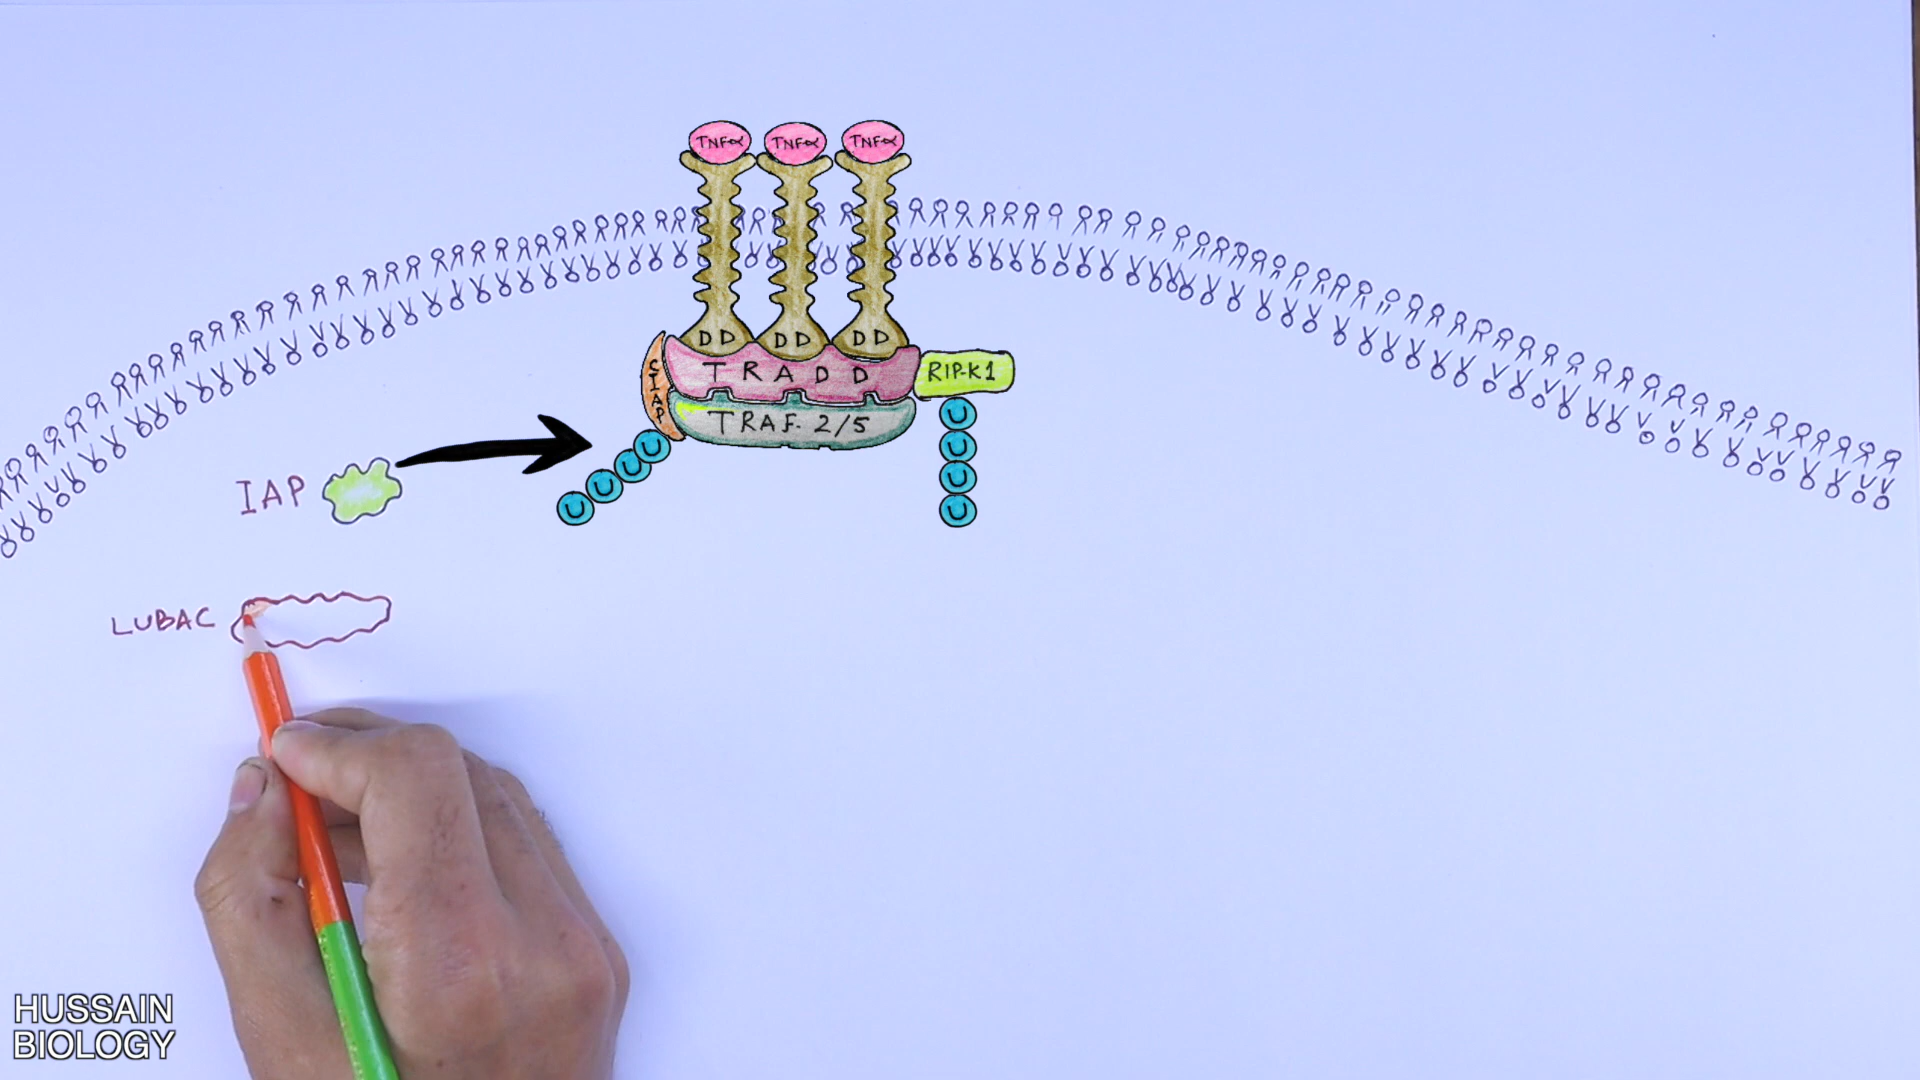 TNFα TNFα TNFα
DD DD DD
CIAP
TRADD
RIP-K1
TRAF. 2/5
U U U U
U U U U
IAP
LUBAC
HUSSAIN
BIOLOGY